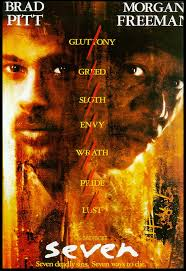 BRAD PITT
MORGAN FREEMAN
GLUTTONY
GREED
SLOTH
ENVY
WRATH
PRIDE
LUST
seven
Seven deadly sins. Seven ways to die.